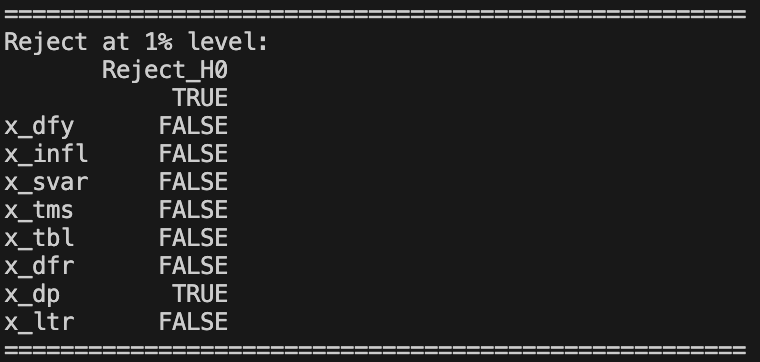 =====================================================
Reject at 1% level:
Reject_H0
TRUE
x_dfy FALSE
x_infl FALSE
x_svar FALSE
x_tms FALSE
x_tbl FALSE
x_dfr FALSE
x_dp TRUE
x_ltr FALSE
=====================================================